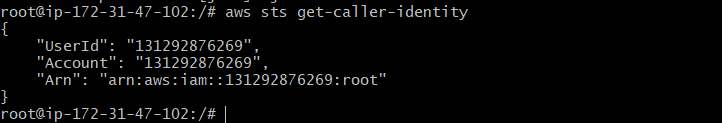 root@ip-172-31-47-102:/# aws sts get-caller-identity
{
    "UserId": "131292876269",
    "Account": "131292876269",
    "Arn": "arn:aws:iam::131292876269:root"
}
root@ip-172-31-47-102:/#